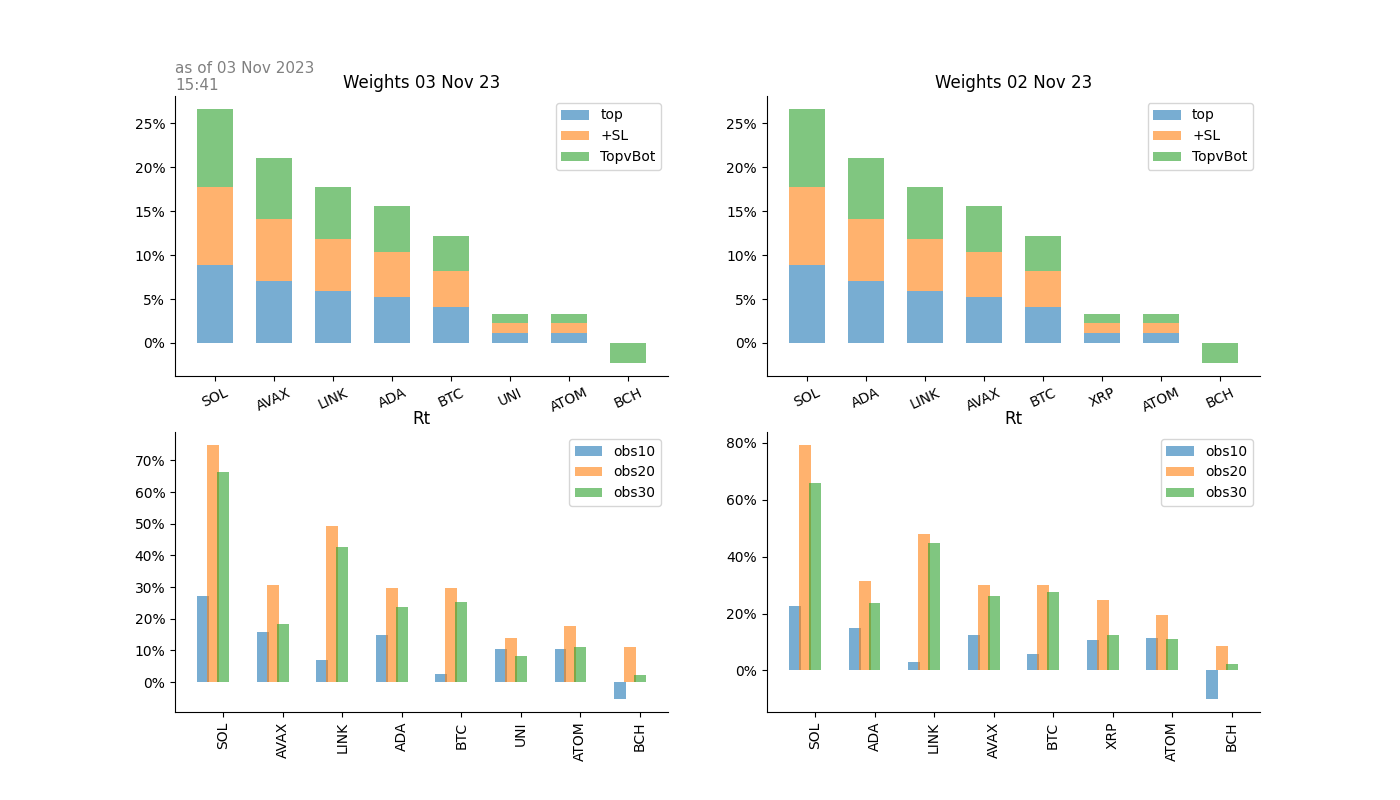 as of 03 Nov 2023
15:41
Weights 03 Nov 23
25%
20%
15%
10%
5%
0%
top
+SL
TopvBot
SOL
AVAX
LINK
ADA
BTC
UNI
ATOM
BCH
Weights 02 Nov 23
25%
20%
15%
10%
5%
0%
top
+SL
TopvBot
SOL
ADA
LINK
AVAX
BTC
XRP
ATOM
BCH
Rt
70%
60%
50%
40%
30%
20%
10%
0%
obs10
obs20
obs30
SOL
AVAX
LINK
ADA
BTC
UNI
ATOM
BCH
Rt
80%
60%
40%
20%
0%
obs10
obs20
obs30
SOL
ADA
LINK
AVAX
BTC
XRP
ATOM
BCH